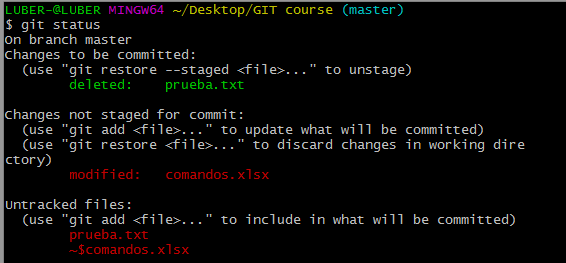 LUBER-@LUBER MINGW64 ~/Desktop/GIT course (master)
$ git status
On branch master
Changes to be committed:
  (use "git restore --staged <file>..." to unstage)
        deleted:    prueba.txt

Changes not staged for commit:
  (use "git add <file>..." to update what will be committed)
  (use "git restore <file>..." to discard changes in working dire
ctory)
        modified:   comandos.xlsx

Untracked files:
  (use "git add <file>..." to include in what will be committed)
        prueba.txt
        ~$comandos.xlsx